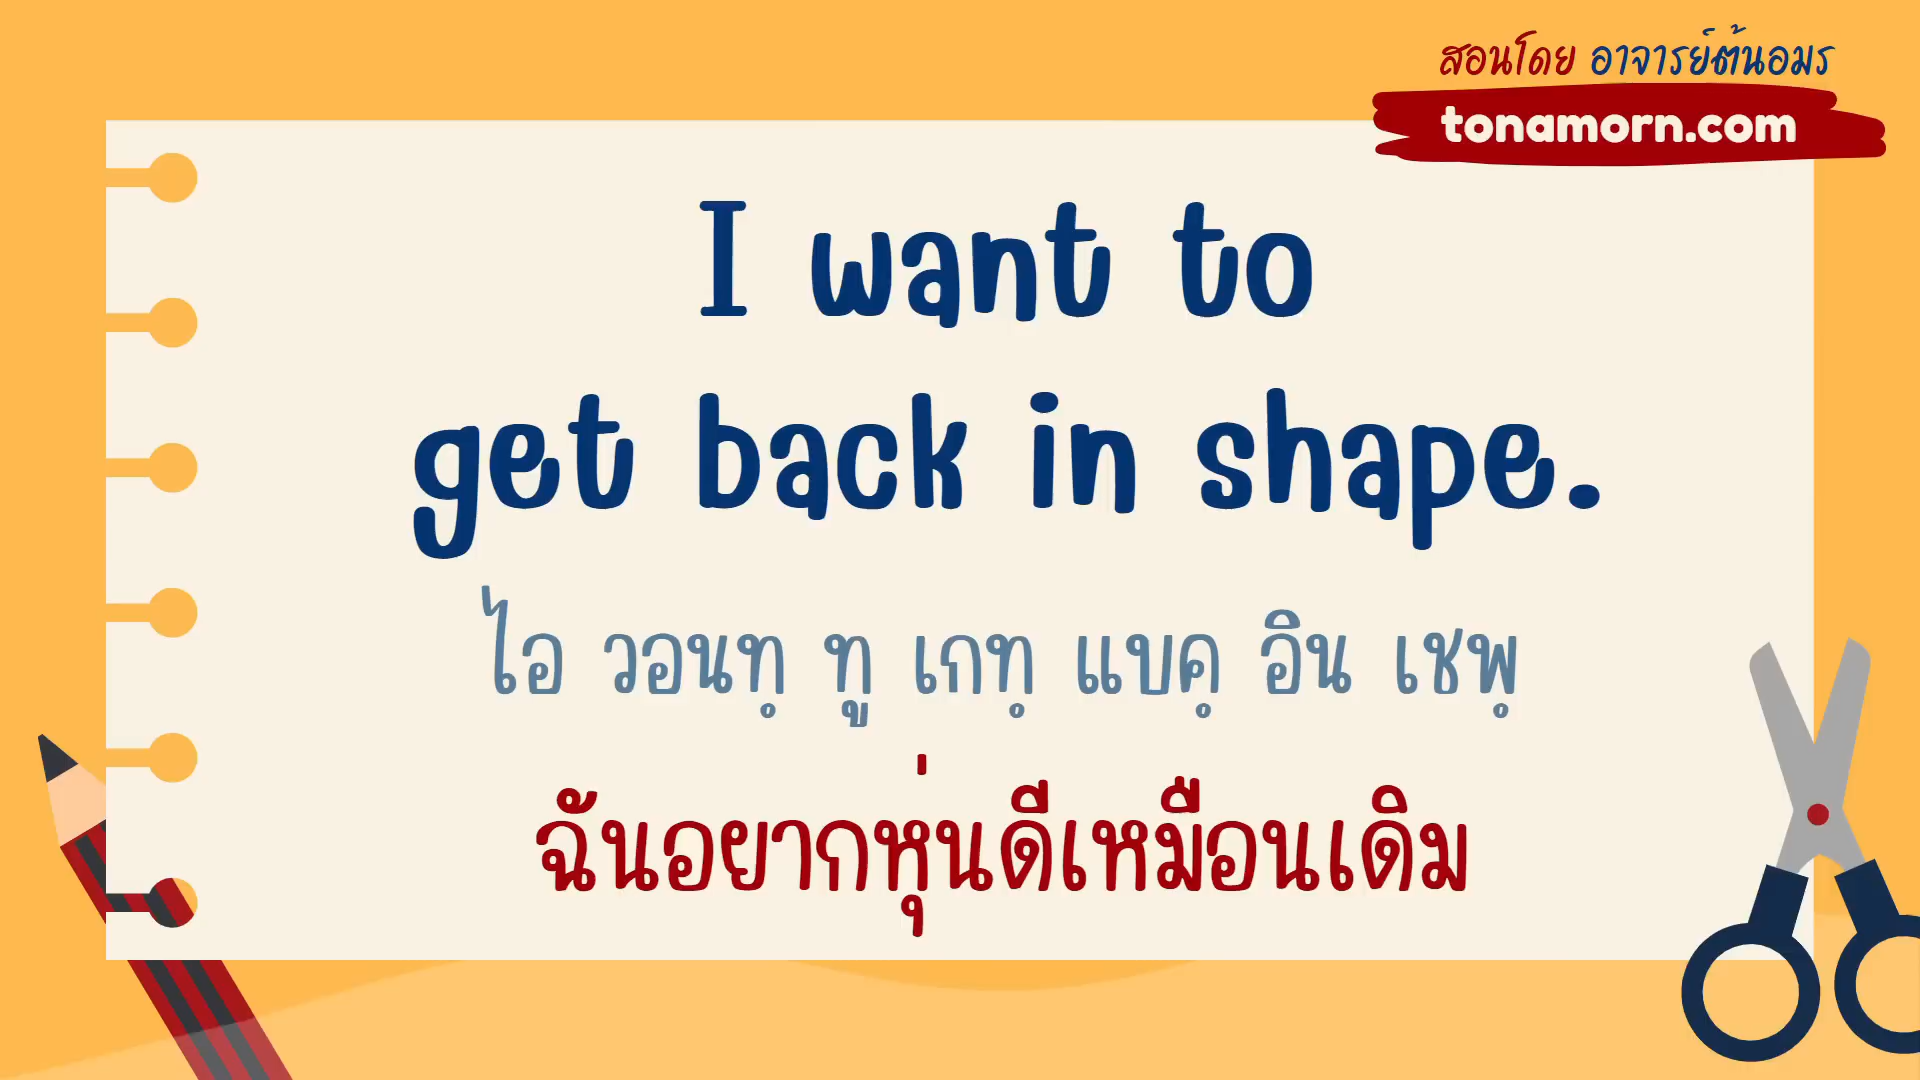 สอนโดย อาจารย์ต้นอมร
tonamorn.com
I want to
get back in shape.
ไอ วอนทฺ ทู เกทฺ แบคฺ อิน เชพฺ
ฉันอยากหุ่นดีเหมือนเดิม